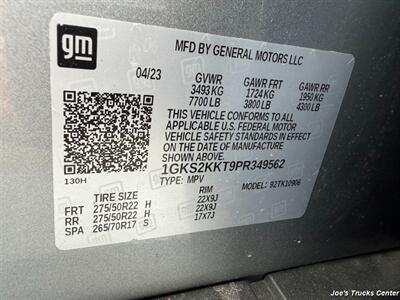 gm
MFD BY GENERAL MOTORS LLC
04/23 GVWR GAWR FRT GAWR RR
3493 KG 1724 KG 1950 KG
7700 LB 3800 LB 4300 LB
THIS VEHICLE CONFORMS TO ALL
APPLICABLE U.S. FEDERAL MOTOR
VEHICLE SAFETY
STANDARDS IN EFFECT ON THE
DATE OF MANUFACTURE
SHOWN ABOVE.
1GKS2KKT9PR349562
TYPE: MPV MODEL: 92TK10906
130H
TIRE SIZE RIM
FRT 275/50R22 H 22X9J
RR 275/50R22 H 22X9J
SPA 265/70R17 S 17X7J
Joe's Trucks Center